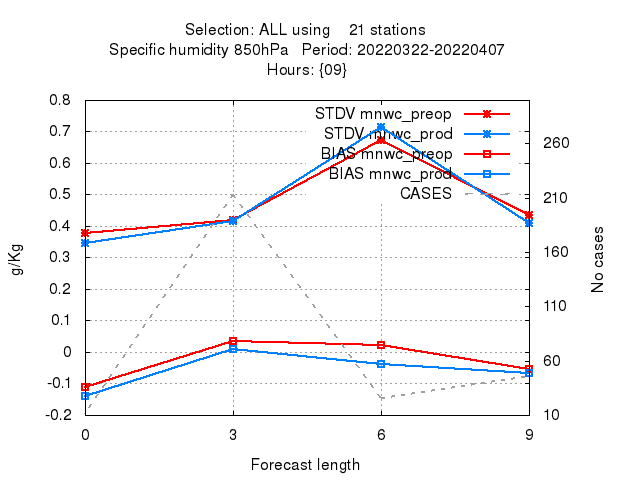 Selection: ALL using    21 stations
Specific humidity 850hPa   Period: 20220322-20220407
Hours: {09}
STDV mnwc_preop
STDV mnwc_prod
BIAS mnwc_preop
BIAS mnwc_prod
CASES
0.8
0.7
0.6
0.5
0.4
0.3
0.2
0.1
0
-0.1
-0.2
g/Kg
260
210
160
110
60
10
No cases
0 3 6 9
Forecast length